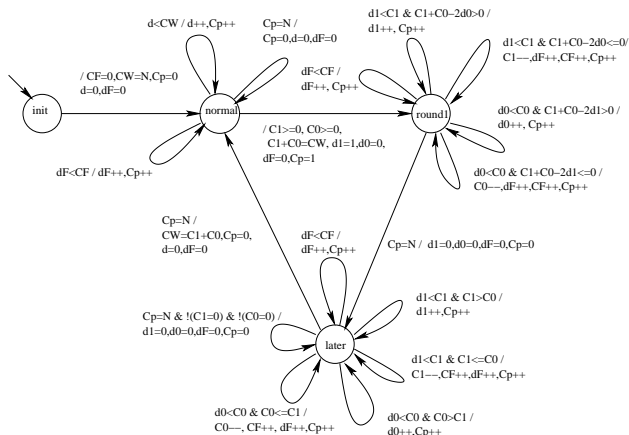 d<CW / d++,Cp++
Cp=N /
Cp=0,d=0,dF=0
d1<C1 & C1+C0-2d0>0 /
d1++, Cp++
d1<C1 & C1+C0-2d0<=0/
C1--,dF++,CF++,Cp++
/ CF=0,CW=N,Cp=0
d=0,dF=0
dF<CF /
dF++, Cp++
init
normal
round1
d0<C0 & C1+C0-2d1>0 /
d0++, Cp++
/ C1>=0, C0>=0,
C1+C0=CW, d1=1,d0=0,
dF=0,Cp=1
dF<CF / dF++,Cp++
d0<C0 & C1+C0-2d1<=0 /
C0--,dF++,CF++,Cp++
Cp=N /
CW=C1+C0,Cp=0,
d=0,dF=0
dF<CF /
dF++,Cp++
Cp=N / d1=0,d0=0,dF=0,Cp=0
Cp=N & !(C1=0) & !(C0=0) /
d1=0,d0=0,dF=0,Cp=0
d1<C1 & C1>C0 /
d1++,Cp++
later
d1<C1 & C1<=C0 /
C1--,CF++,dF++,Cp++
d0<C0 & C0<=C1 /
C0--, CF++, dF++,Cp++
d0<C0 & C0>C1 /
d0++,Cp++